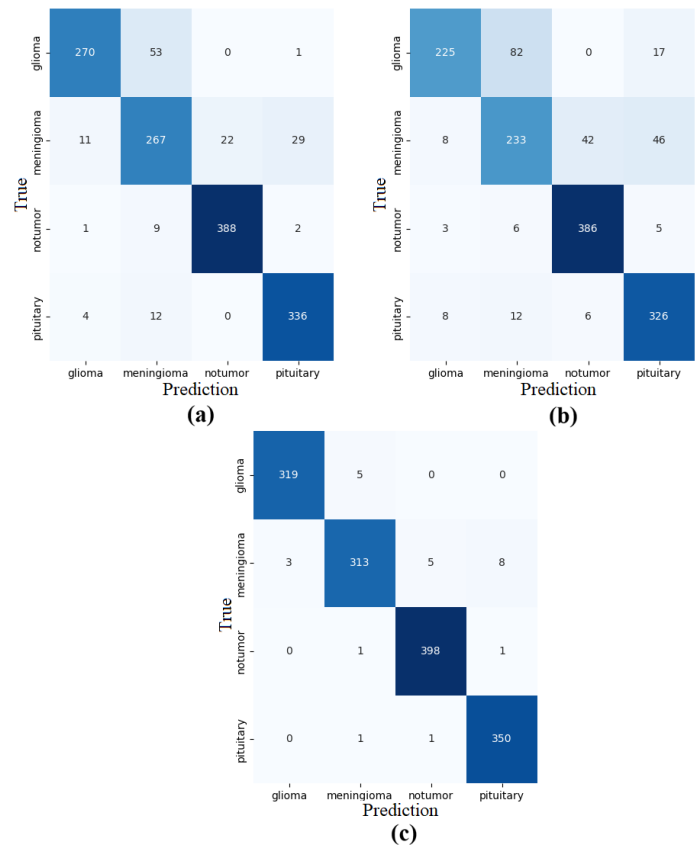 glioma 270 53 0 1
meningioma 11 267 22 29
notumor 1 9 388 2
pituitary 4 12 0 336
True
glioma meningioma notumor pituitary
Prediction
(a)
glioma 225 82 0 17
meningioma 8 233 42 46
notumor 3 6 386 5
pituitary 8 12 6 326
True
glioma meningioma notumor pituitary
Prediction
(b)
glioma 319 5 0 0
meningioma 3 313 5 8
notumor 0 1 398 1
pituitary 0 1 1 350
True
glioma meningioma notumor pituitary
Prediction
(c)